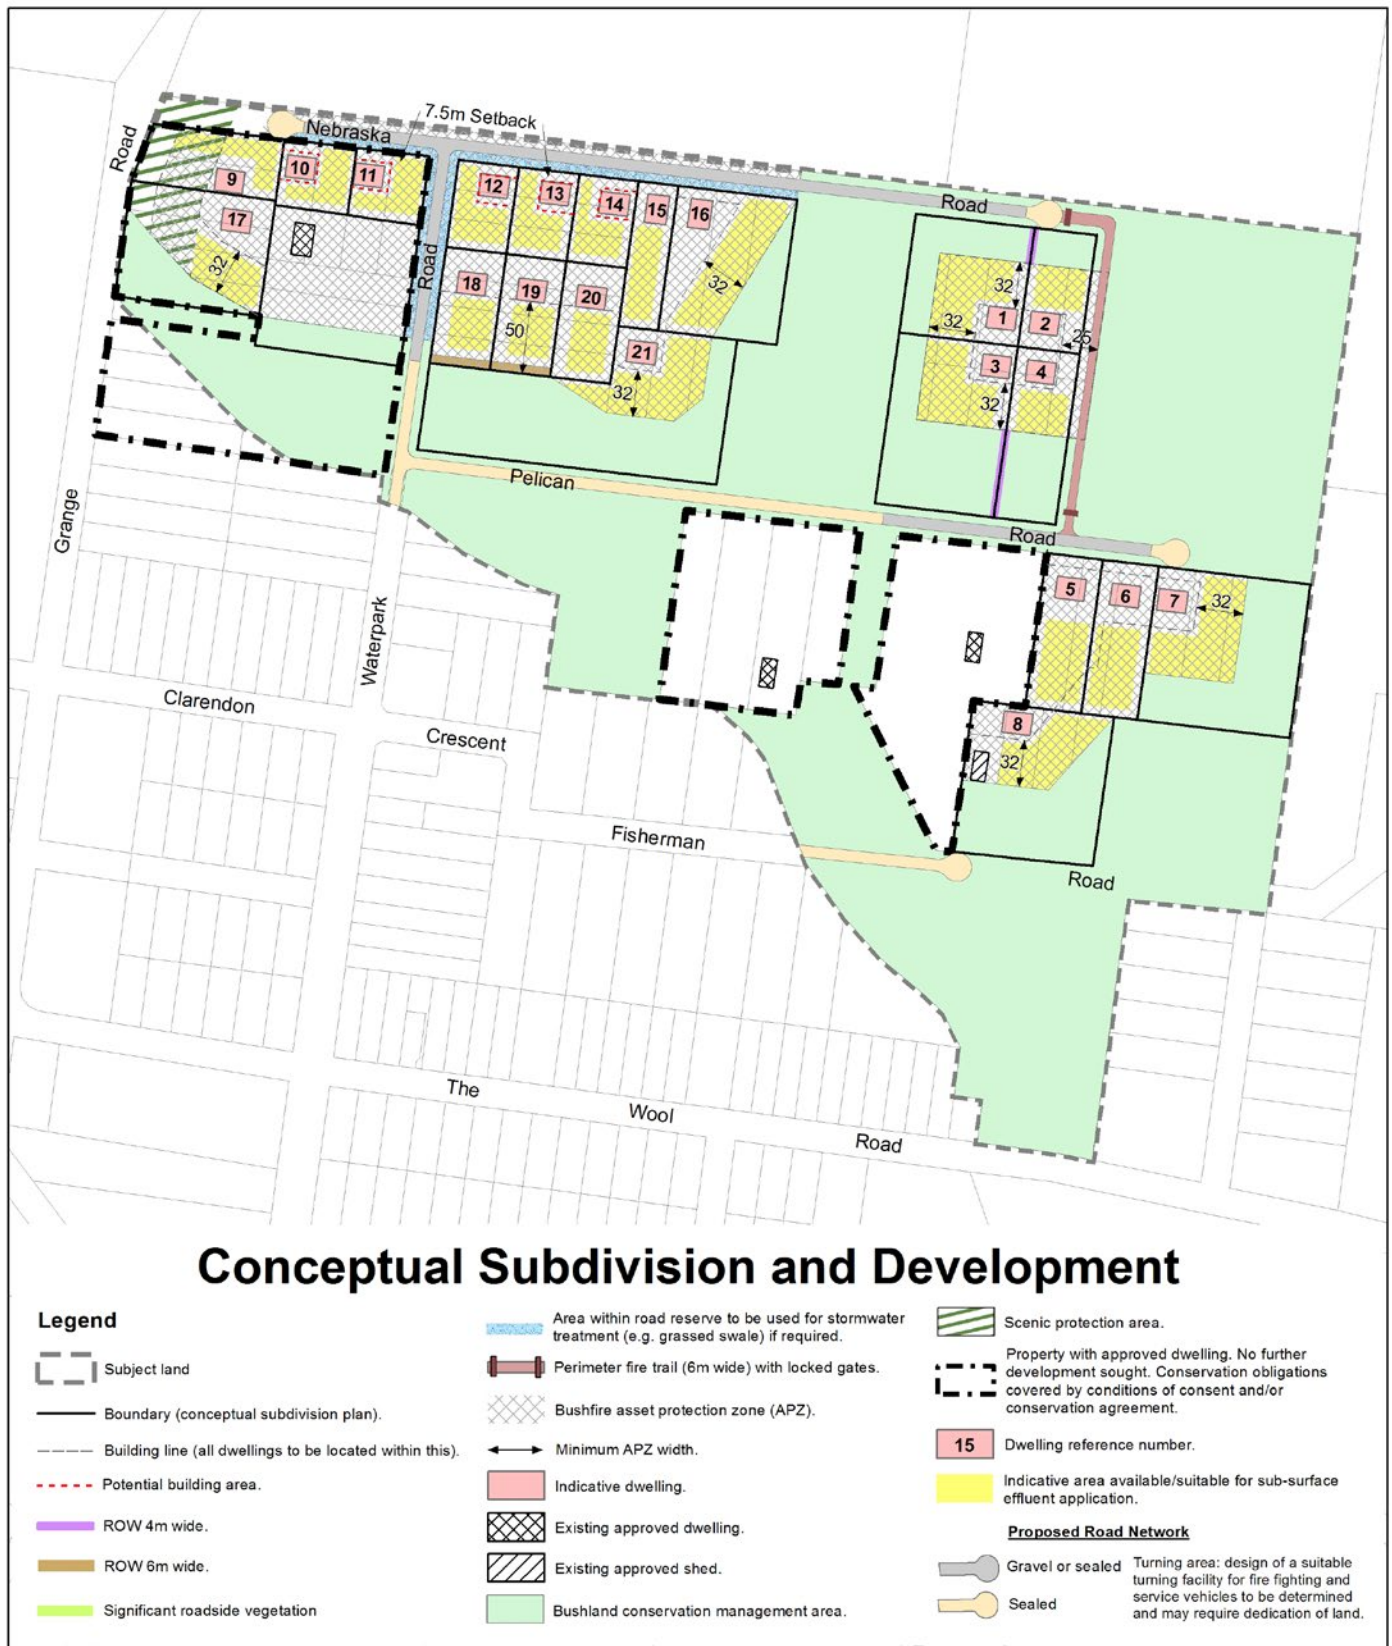 7.5m Setback
Nebraska
Road
Road
9
10
11
12
13
14
15
16
17
32
Road
18
19
20
50
21
32
32
Road
32
32
1
2
25
3
4
32
Pelican
Road
Grange
Waterpark
5
6
7
32
8
32
Clarendon
Crescent
Fisherman
Road
The
Wool
Road
Conceptual Subdivision and Development
Legend
Subject land
Boundary (conceptual subdivision plan).
Building line (all dwellings to be located within this).
Potential building area.
ROW 4m wide.
ROW 6m wide.
Significant roadside vegetation
Area within road reserve to be used for stormwater
treatment (e.g. grassed swale) if required.
Perimeter fire trail (6m wide) with locked gates.
Bushfire asset protection zone (APZ).
Minimum APZ width.
Indicative dwelling.
Existing approved dwelling.
Existing approved shed.
Bushland conservation management area.
Scenic protection area.
Property with approved dwelling. No further
development sought. Conservation obligations
covered by conditions of consent and/or
conservation agreement.
15
Dwelling reference number.
Indicative area available/suitable for sub-surface
effluent application.
Proposed Road Network
Gravel or sealed
Sealed
Turning area: design of a suitable
turning facility for fire fighting and
service vehicles to be determined
and may require dedication of land.